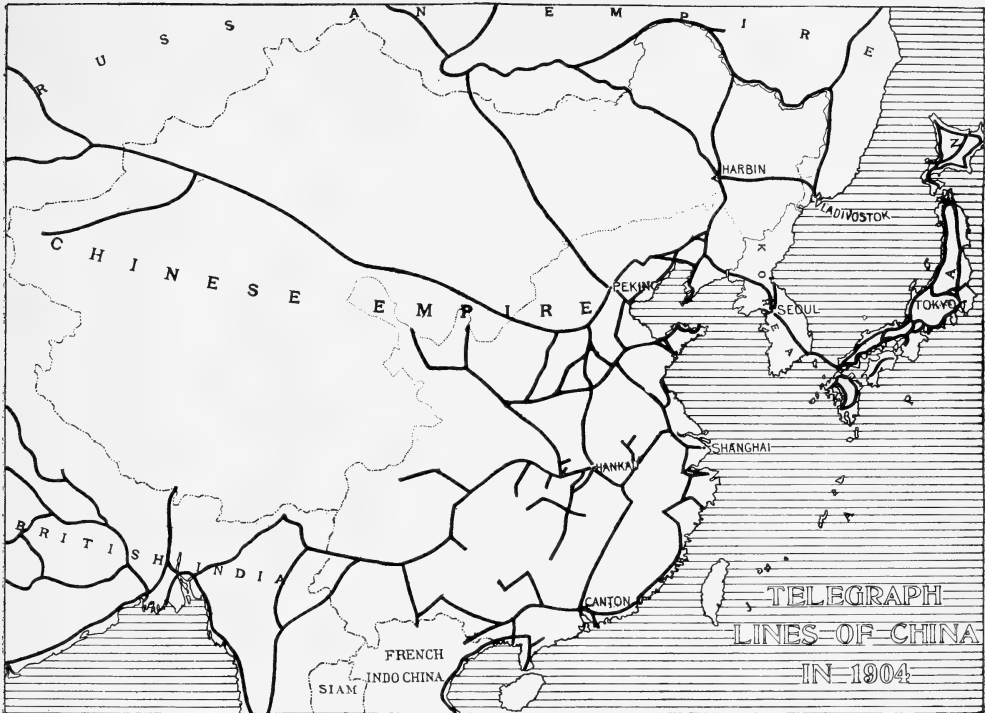 RUSSIAN EMPIRE
HARBIN
VLADIVOSTOK
CHINESE EMPIRE
PEKING
KOREA
SEOUL
TOKYO
JAPAN
SHANGHAI
HANKAU
BRITISH INDIA
CANTON
FRENCH
INDO CHINA
SIAM
TELEGRAPH
LINES OF CHINA
IN 1904